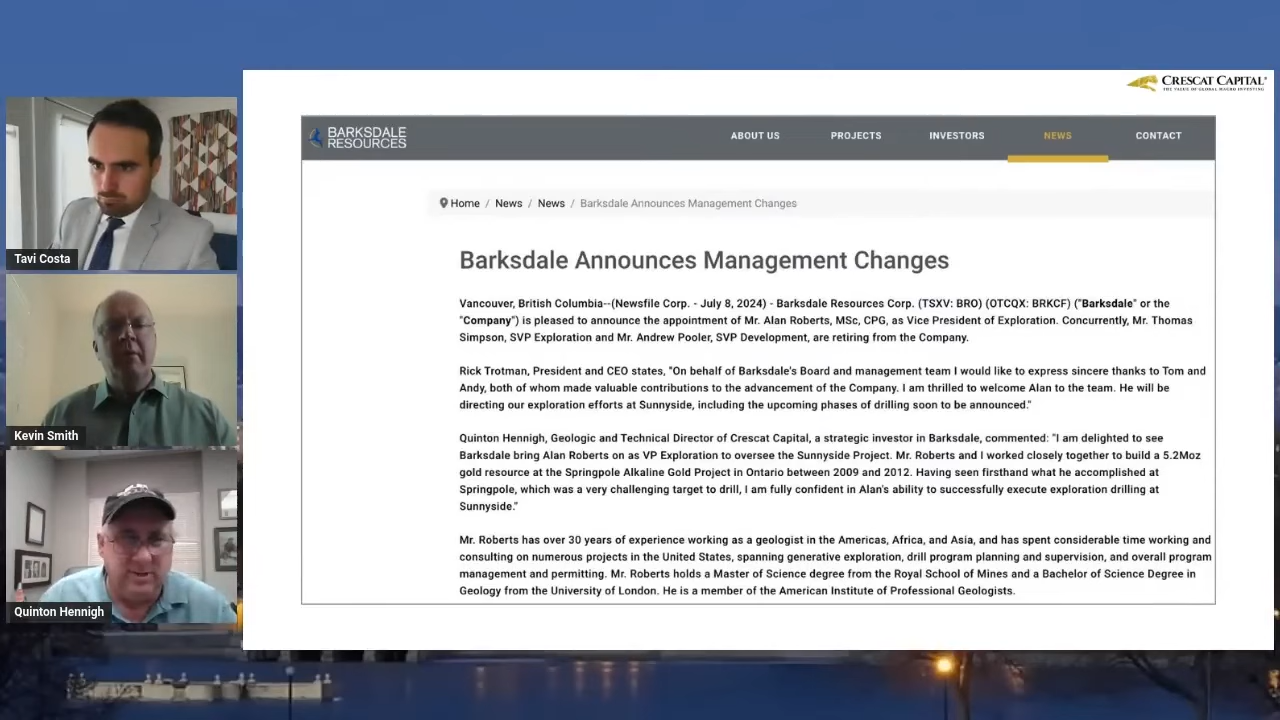 CRESCAT CAPITAL®
THE VALUE OF GLOBAL MACRO INVESTING
BARKSDALE
RESOURCES
ABOUT US
PROJECTS
INVESTORS
NEWS
CONTACT
Home / News / News / Barksdale Announces Management Changes
Barksdale Announces Management Changes
Vancouver, British Columbia--(Newsfile Corp. - July 8, 2024) - Barksdale Resources Corp. (TSXV: BRO) (OTCQX: BRKCF) ("Barksdale" or the
"Company") is pleased to announce the appointment of Mr. Alan Roberts, MSc, CPG, as Vice President of Exploration. Concurrently, Mr. Thomas
Simpson, SVP Exploration and Mr. Andrew Pooler, SVP Development, are retiring from the Company.
Rick Trotman, President and CEO states, "On behalf of Barksdale's Board and management team I would like to express sincere thanks to Tom and
Andy, both of whom made valuable contributions to the advancement of the Company. I am thrilled to welcome Alan to the team. He will be
directing our exploration efforts at Sunnyside, including the upcoming phases of drilling soon to be announced."
Quinton Hennigh, Geologic and Technical Director of Crescat Capital, a strategic investor in Barksdale, commented: "I am delighted to see
Barksdale bring Alan Roberts on as VP Exploration to oversee the Sunnyside Project. Mr. Roberts and I worked closely together to build a 5.2Moz
gold resource at the Springpole Alkaline Gold Project in Ontario between 2009 and 2012. Having seen firsthand what he accomplished at
Springpole, which was a very challenging target to drill, I am fully confident in Alan's ability to successfully execute exploration drilling at
Sunnyside."
Mr. Roberts has over 30 years of experience working as a geologist in the Americas, Africa, and Asia, and has spent considerable time working and
consulting on numerous projects in the United States, spanning generative exploration, drill program planning and supervision, and overall program
management and permitting. Mr. Roberts holds a Master of Science degree from the Royal School of Mines and a Bachelor of Science Degree in
Geology from the University of London. He is a member of the American Institute of Professional Geologists.
Tavi Costa
Kevin Smith
Quinton Hennigh